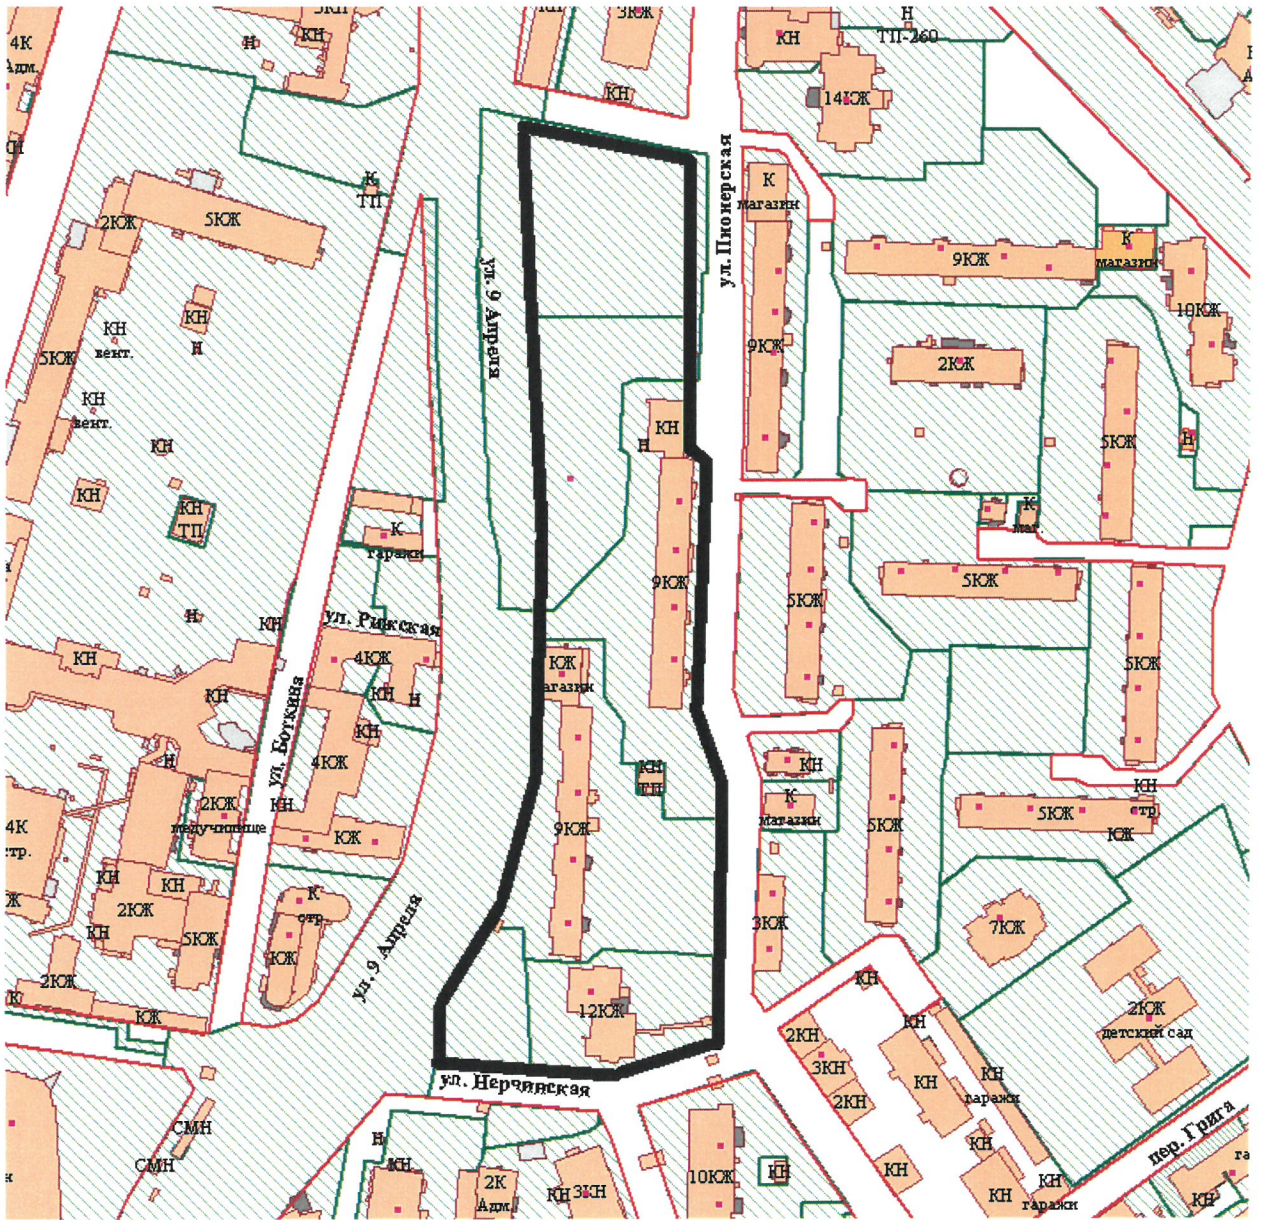 4К
Адм.
КН
Н
КН
3КЖ
КН
КН
Н
ТП-260
14КЖ
К
ТП
2КЖ
5КЖ
5КЖ
КН
Н
КН
вент.
КН
вент.
КН
КН
КН
ТП
ул. 9 Апреля
ул. Пионерская
К
магазин
9КЖ
9КЖ
К
магазин
10КЖ
2КЖ
5КЖ
Н
К
маг.
КН
Н
9КЖ
К
гаражи
ул. Рижская
4КЖ
КН
Н
КН
4КЖ
КН
КЖ
ул. Боткина
Н
КН
КН
КН
Н
2КЖ
медучилище
4К
стр.
КН
КН
2КЖ
КН
5КЖ
2КЖ
КЖ
К
К
стр.
КЖ
ул. 9 Апреля
КЖ
агазин
9КЖ
КН
ТП
12КЖ
5КЖ
5КЖ
5КЖ
КН
К
магазин
5КЖ
3КЖ
КН
стр.
5КЖ
КЖ
7КЖ
2КЖ
детский сад
КН
КН
2КН
3КН
2КН
КН
КН
гаражи
КН
КН
КН
КН
гаражи
пер. Грига
КН
ул. Нерчинская
СМН
СМН
Н
КН
2К
Адм.
КН
3КН
10КЖ
КН